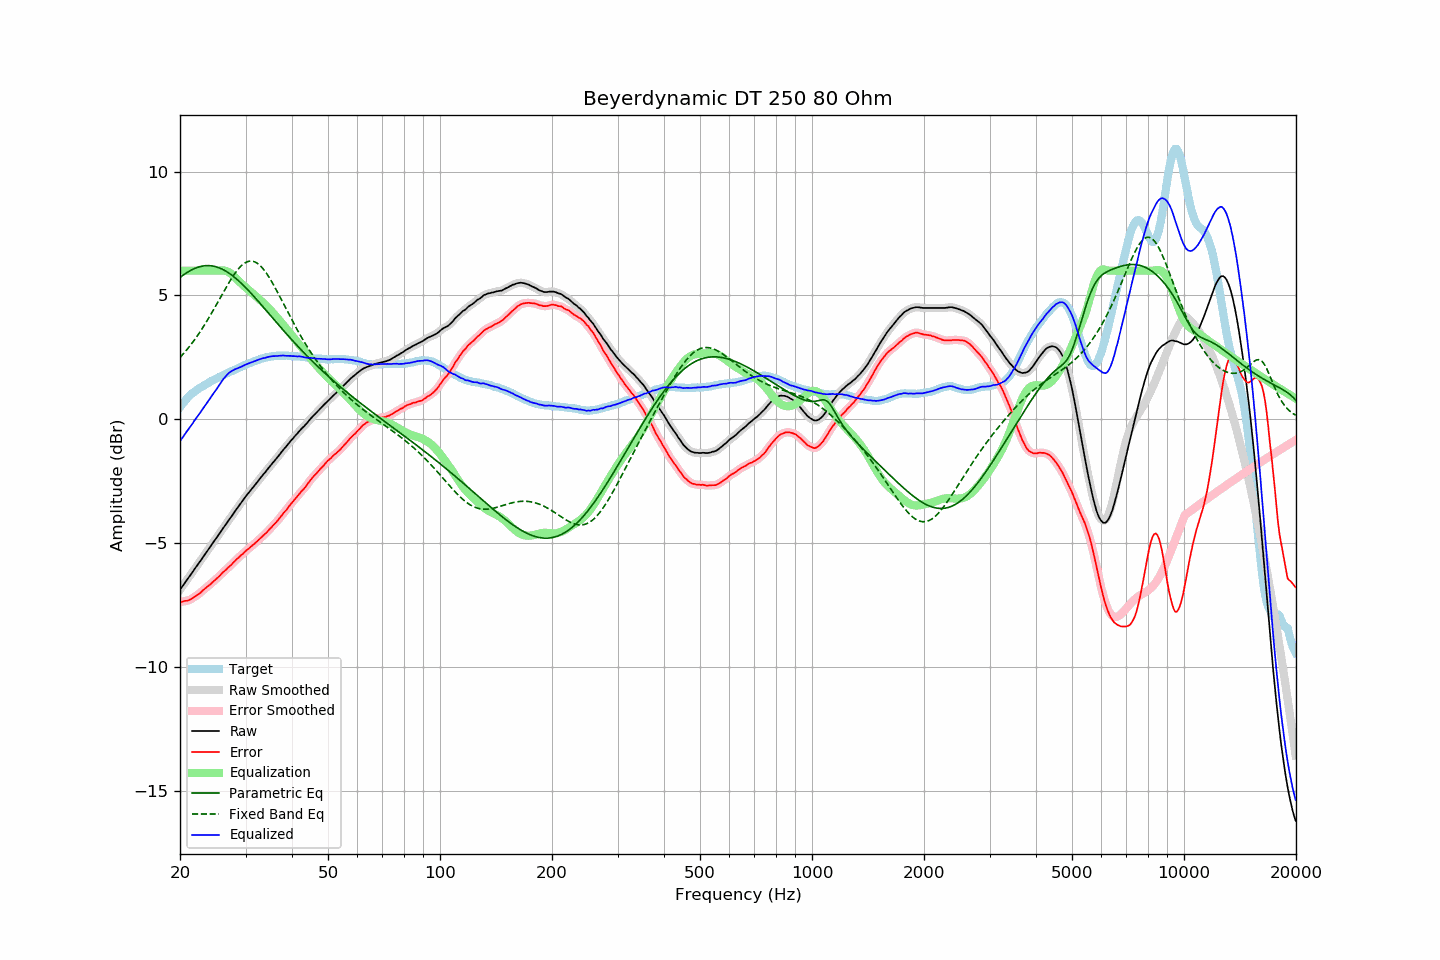 Beyerdynamic DT 250 80 Ohm
Amplitude (dBr)
10
5
0
−5
−10
−15
Target
Raw Smoothed
Error Smoothed
Raw
Error
Equalization
Parametric Eq
Fixed Band Eq
Equalized
20 50 100 200 500 1000 2000 5000 10000 20000
Frequency (Hz)